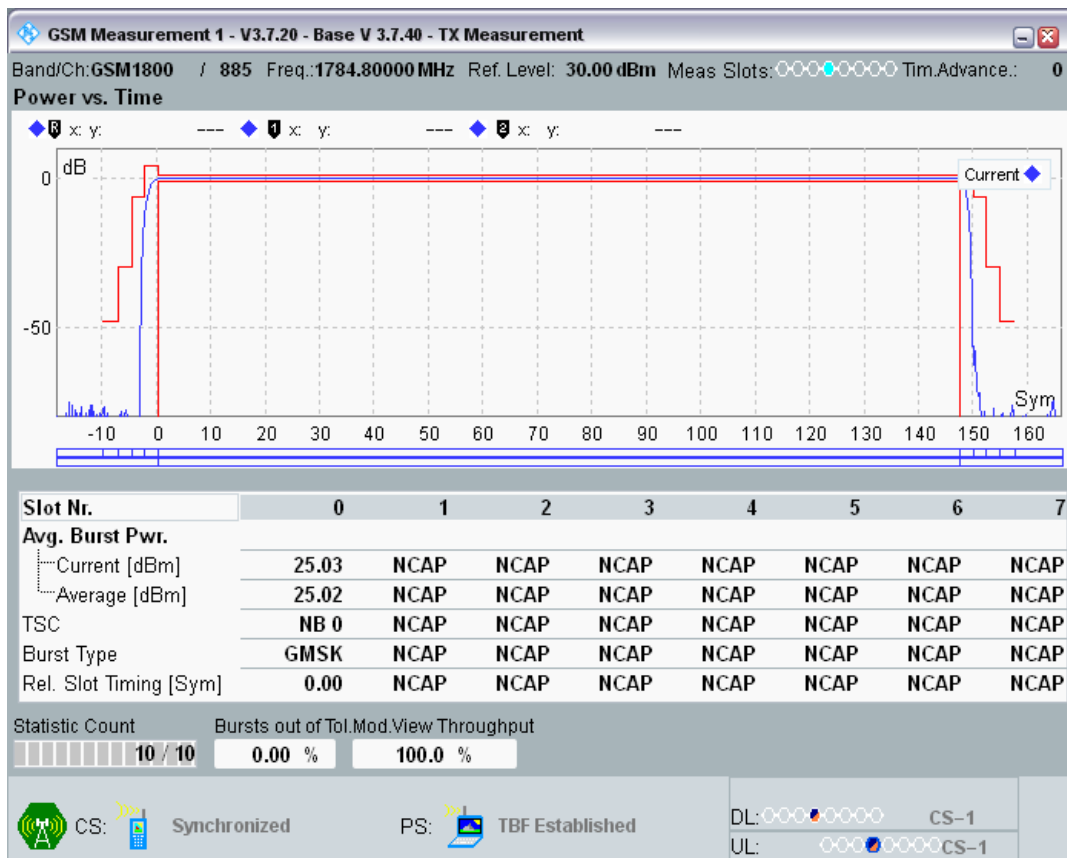 GSM Measurement 1 - V3.7.20 - Base V 3.7.40 - TX Measurement
Band/Ch:GSM1800 / 885 Freq.:1784.80000 MHz Ref. Level: 30.00 dBm Meas Slots: Tim.Advance.: 0
Power vs. Time
R x: y: --- 1 x: y: --- 2 x: y: ---
dB
Current
0
-50
Sym
-10 0 10 20 30 40 50 60 70 80 90 100 110 120 130 140 150 160
Slot Nr. 0 1 2 3 4 5 6 7
Avg. Burst Pwr.
Current [dBm] 25.03 NCAP NCAP NCAP NCAP NCAP NCAP NCAP
Average [dBm] 25.02 NCAP NCAP NCAP NCAP NCAP NCAP NCAP
TSC NB 0 NCAP NCAP NCAP NCAP NCAP NCAP NCAP
Burst Type GMSK NCAP NCAP NCAP NCAP NCAP NCAP NCAP
Rel. Slot Timing [Sym] 0.00 NCAP NCAP NCAP NCAP NCAP NCAP NCAP
Statistic Count Bursts out of Tol.Mod.View Throughput
10 / 10 0.00 % 100.0 %
CS: Synchronized PS: TBF Established DL: CS-1
UL: CS-1